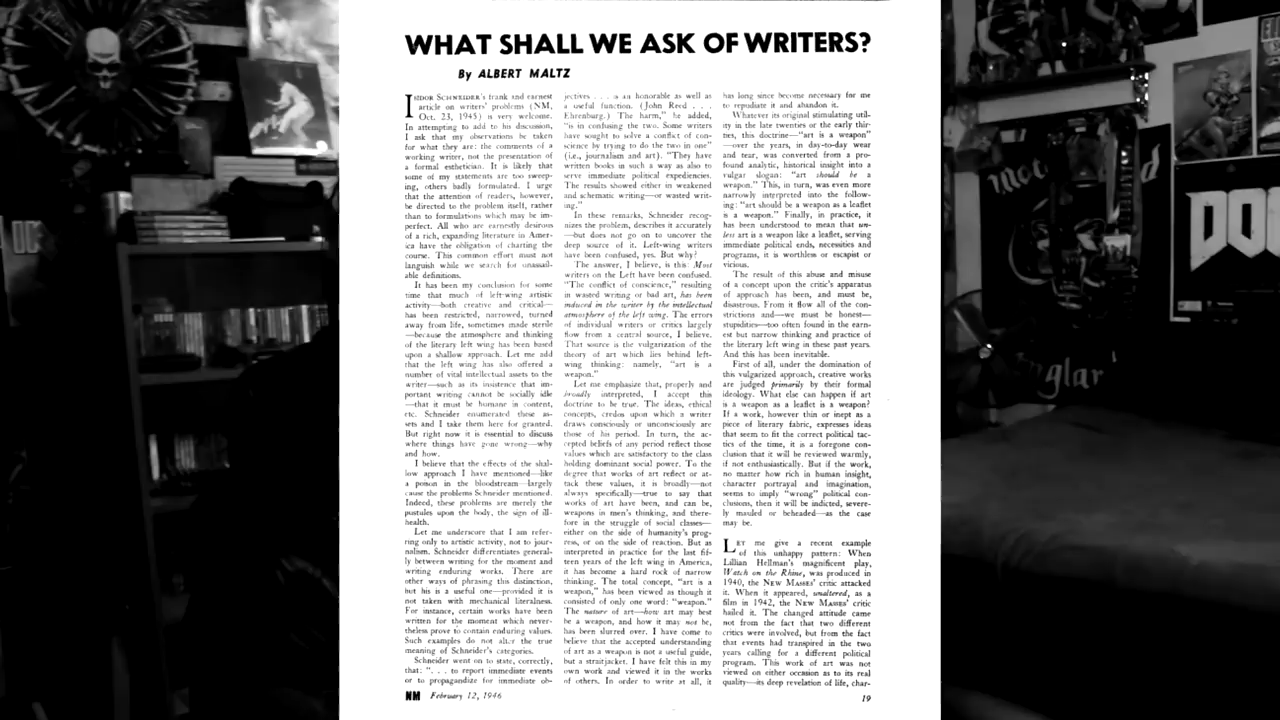 WHAT SHALL WE ASK OF WRITERS?
By ALBERT MALTZ
ISIDOR SCHNEIDER'S frank and earnest
article on writers' problems (NM,
Oct. 23, 1945) is very welcome.
In attempting to add to his discussion,
I ask that my observations be taken
for what they are: the comments of a
working writer, not the presentation of
a formal esthetician. It is likely that
some of my statements are too sweep-
ing, others badly formulated. I urge
that the attention of readers, however,
be directed to the problem itself, rather
than to formulations which may be im-
perfect. All who are earnestly desirous
of a rich, expanding literature in Amer-
ica have the obligation of charting the
course. This common effort must not
languish while we search for unassail-
able definitions.
It has been my conclusion for some
time that much of left-wing artistic
activity—both creative and critical—
has been restricted, narrowed, turned
away from life, sometimes made sterile
—because the atmosphere and thinking
of the literary left wing has been based
upon a shallow approach. Let me add
that the left wing has also offered a
number of vital intellectual assets to the
writer—such as its insistence that im-
portant writing cannot be socially idle
—that it must be humane in content,
etc. Schneider enumerated these as-
sets and I take them here for granted.
But right now it is essential to discuss
where things have gone wrong—why
and how.
I believe that the effects of the shal-
low approach I have mentioned—like
a poison in the bloodstream—largely
cause the problems Schneider mentioned.
Indeed, these problems are merely the
pustules upon the body, the sign of ill-
health.
Let me underscore that I am refer-
ring only to artistic activity, not to jour-
nalism. Schneider differentiates general-
ly between writing for the moment and
writing enduring works. There are
other ways of phrasing this distinction,
but his is a useful one—provided it is
not taken with mechanical literalness.
For instance, certain works have been
written for the moment which never-
theless prove to contain enduring values.
Such examples do not alter the true
meaning of Schneider's categories.
Schneider went on to state, correctly,
that: ". . . to report immediate events
or to propagandize for immediate ob-
jectives . . . is an honorable as well as
a useful function. (John Reed . . .
Ehrenburg.) The harm," he added,
"is in confusing the two. Some writers
have sought to solve a conflict of con-
science by trying to do the two in one"
(i.e., journalism and art). "They have
written books in such a way as also to
serve immediate political expediencies.
The results showed either in weakened
and schematic writing—or wasted writ-
ing."
In these remarks, Schneider recog-
nizes the problem, describes it accurately
—but does not go on to uncover the
deep source of it. Left-wing writers
have been confused, yes. But why?
The answer, I believe, is this: Most
writers on the Left have been confused.
"The conflict of conscience," resulting
in wasted writing or bad art, has been
induced in the writer by the intellectual
atmosphere of the left wing. The errors
of individual writers or critics largely
flow from a central source, I believe.
That source is the vulgarization of the
theory of art which lies behind left-
wing thinking: namely, "art is a
weapon."
Let me emphasize that, properly and
broadly interpreted, I accept this
doctrine to be true. The ideas, ethical
concepts, credos upon which a writer
draws consciously or unconsciously are
those of his period. In turn, the ac-
cepted beliefs of any period reflect those
values which are satisfactory to the class
holding dominant social power. To the
degree that works of art reflect or at-
tack these values, it is broadly—not
always specifically—true to say that
works of art have been, and can be,
weapons in men's thinking, and there-
fore in the struggle of social classes—
either on the side of humanity's prog-
ress, or on the side of reaction. But as
interpreted in practice for the last fif-
teen years of the left wing in America,
it has become a hard rock of narrow
thinking. The total concept, "art is a
weapon," has been viewed as though it
consisted of only one word: "weapon."
The nature of art—how art may best
be a weapon, and how it may not be,
has been slurred over. I have come to
believe that the accepted understanding
of art as a weapon is not a useful guide,
but a straitjacket. I have felt this in my
own work and viewed it in the works
of others. In order to write at all, it
has long since become necessary for me
to repudiate it and abandon it.
Whatever its original stimulating util-
ity in the late twenties or the early thir-
ties, this doctrine—"art is a weapon"
—over the years, in day-to-day wear
and tear, was converted from a pro-
found analytic, historical insight into a
vulgar slogan: "art should be a
weapon." This, in turn, was even more
narrowly interpreted into the follow-
ing: "art should be a weapon as a leaflet
is a weapon." Finally, in practice, it
has been understood to mean that un-
less art is a weapon like a leaflet, serving
immediate political ends, necessities and
programs, it is worthless or escapist or
vicious.
The result of this abuse and misuse
of a concept upon the critic's apparatus
of approach has been, and must be,
disastrous. From it flow all of the con-
strictions and—we must be honest—
stupidities—too often found in the earn-
est but narrow thinking and practice of
the literary left wing in these past years.
And this has been inevitable.
First of all, under the domination of
this vulgarized approach, creative works
are judged primarily by their formal
ideology. What else can happen if art
is a weapon as a leaflet is a weapon?
If a work, however thin or inept as a
piece of literary fabric, expresses ideas
that seem to fit the correct political tac-
tics of the time, it is a foregone con-
clusion that it will be reviewed warmly,
if not enthusiastically. But if the work,
no matter how rich in human insight,
character portrayal and imagination,
seems to imply "wrong" political con-
clusions, then it will be indicted, severe-
ly mauled or beheaded—as the case
may be.
LET me give a recent example
of this unhappy pattern: When
Lillian Hellman's magnificent play,
Watch on the Rhine, was produced in
1940, the NEW MASSES' critic attacked
it. When it appeared, unaltered, as a
film in 1942, the NEW MASSES' critic
hailed it. The changed attitude came
not from the fact that two different
critics were involved, but from the fact
that events had transpired in the two
years calling for a different political
program. This work of art was not
viewed on either occasion as to its real
quality—its deep revelation of life, char-
NM February 12, 1946
19
DOO